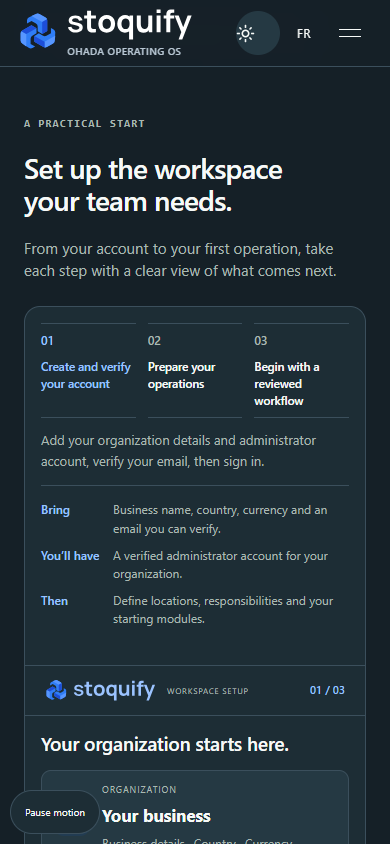 stoquify
OHADA OPERATING OS
FR
A PRACTICAL START
Set up the workspace
your team needs.
From your account to your first operation, take
each step with a clear view of what comes next.
01
Create and verify
your account
02
Prepare your
operations
03
Begin with a
reviewed
workflow
Add your organization details and administrator
account, verify your email, then sign in.
Bring
Business name, country, currency and an
email you can verify.
You'll have
A verified administrator account for your
organization.
Then
Define locations, responsibilities and your
starting modules.
stoquify
WORKSPACE SETUP
01 / 03
Your organization starts here.
ORGANIZATION
Your business
Business details · Country · Currency
Pause motion